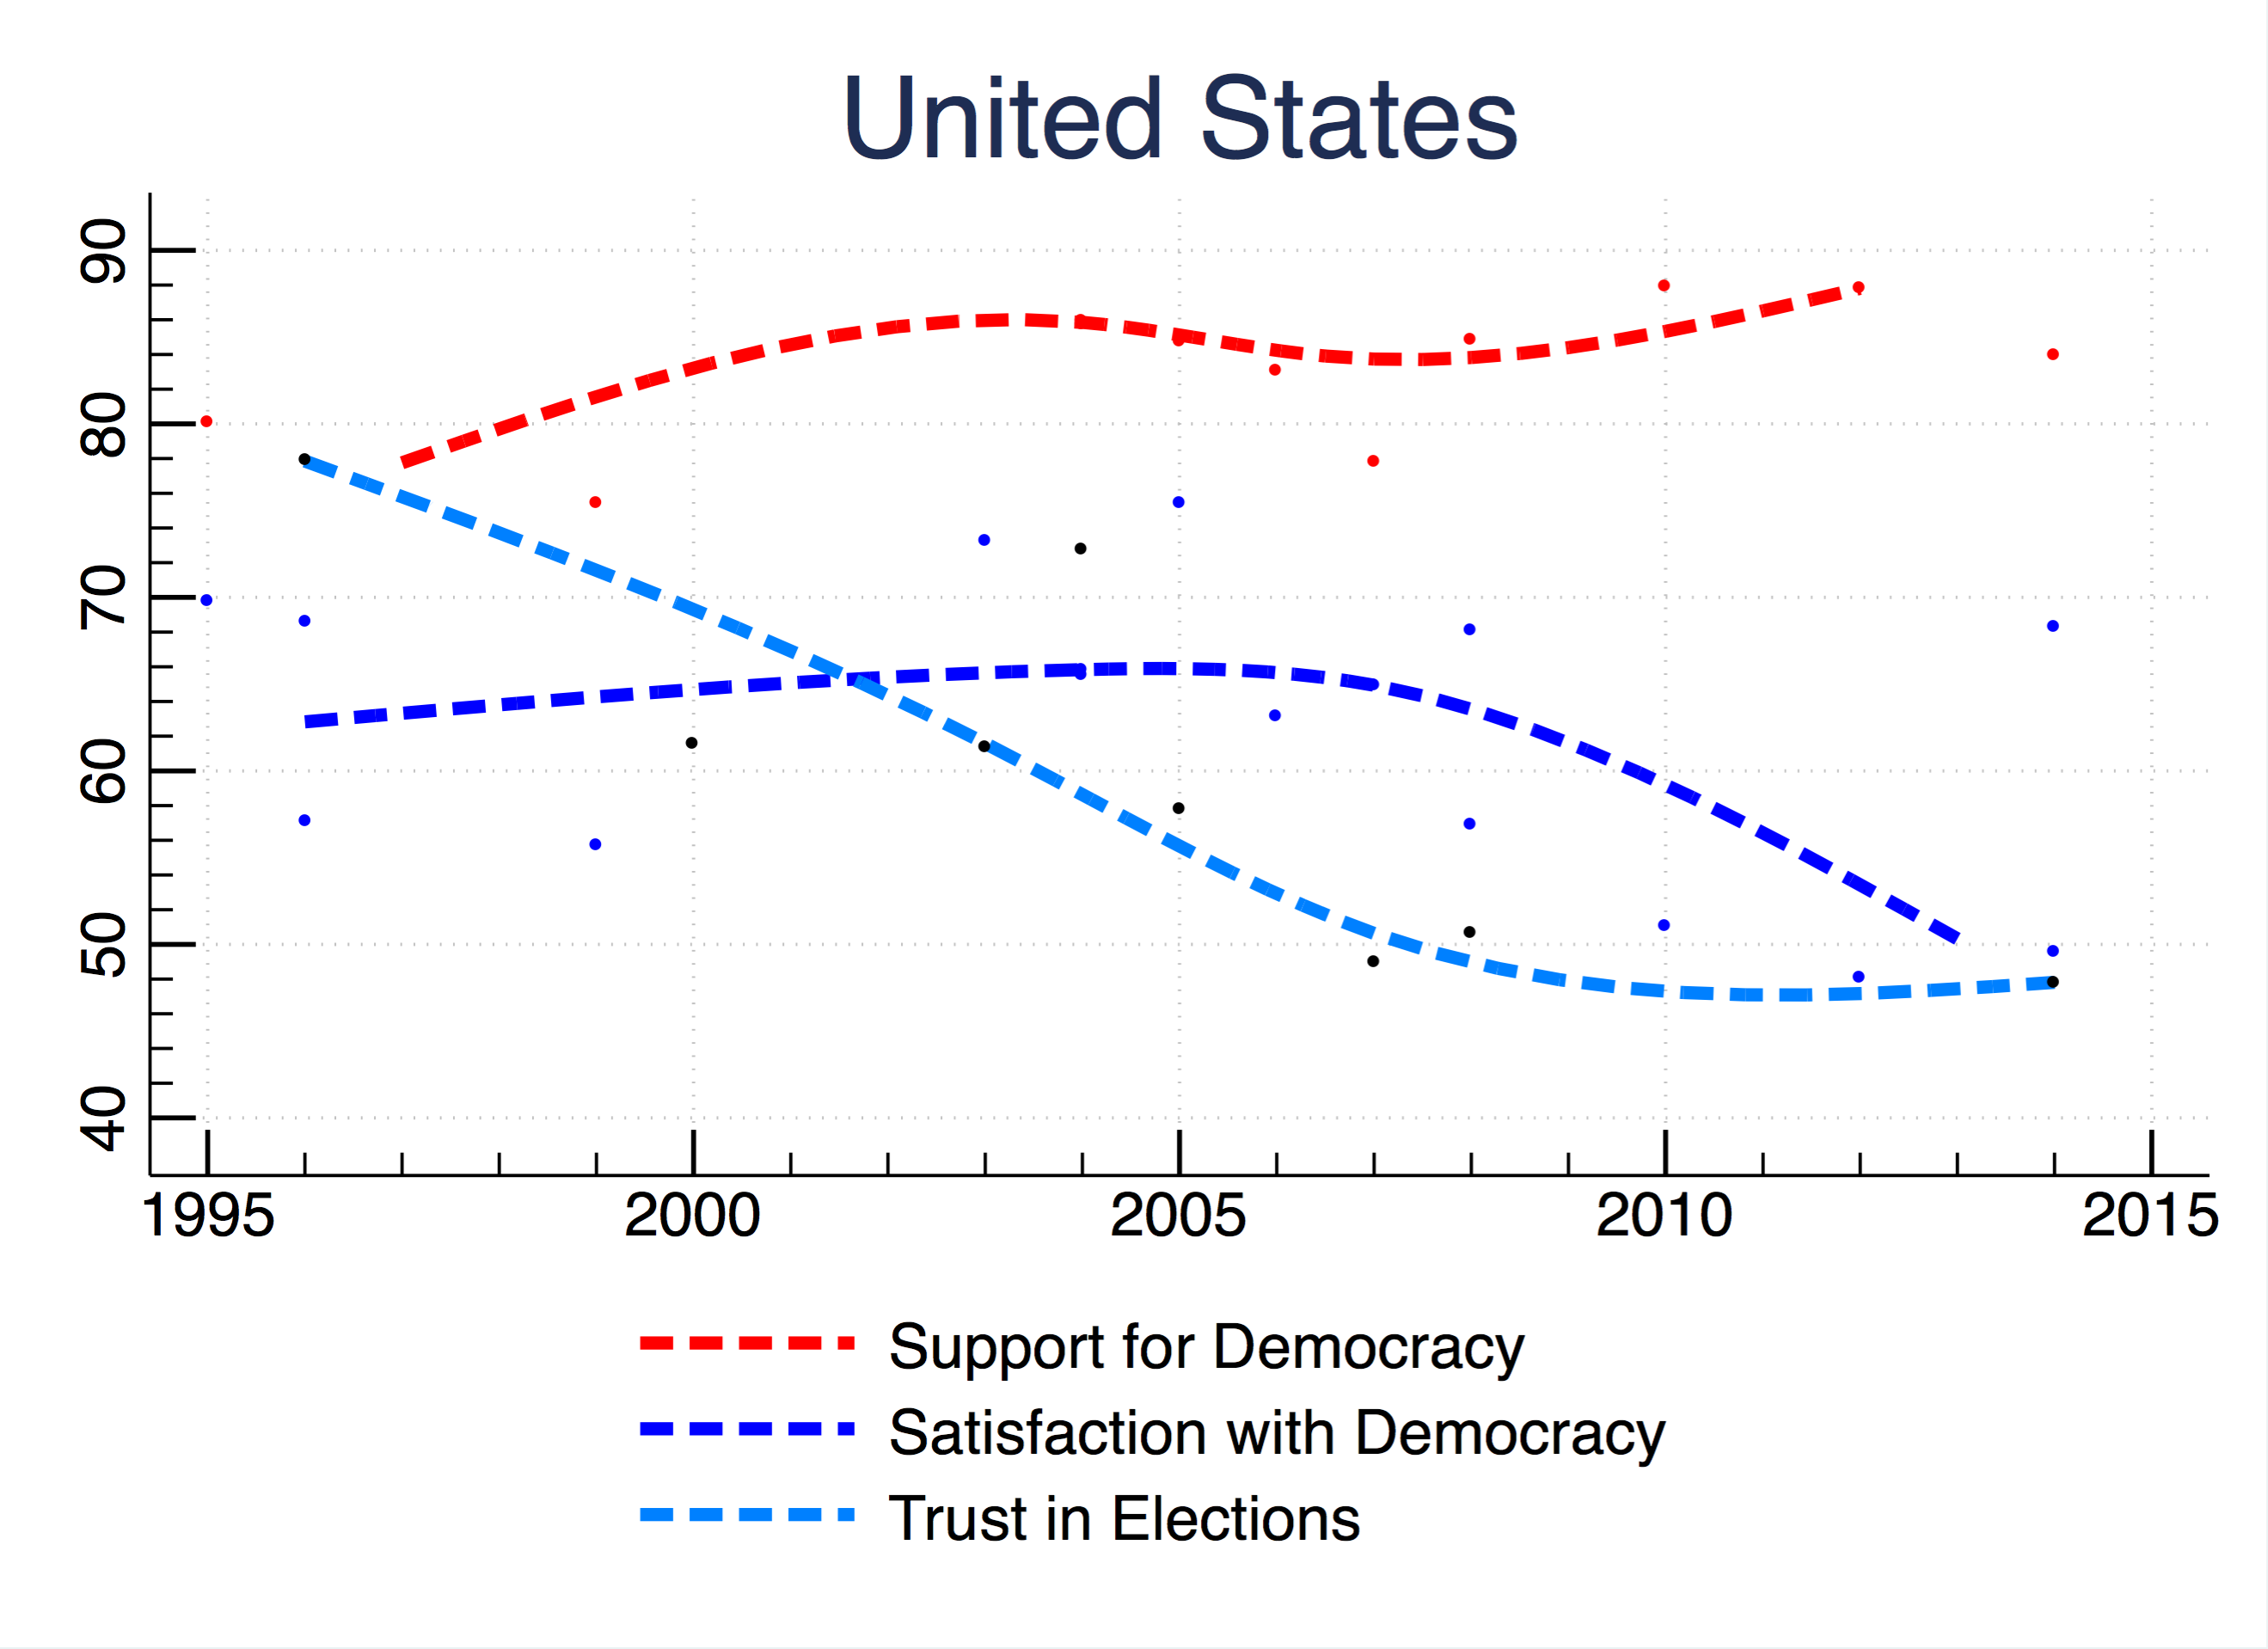 United States
90
80
70
60
50
40
1995 2000 2005 2010 2015
Support for Democracy
Satisfaction with Democracy
Trust in Elections